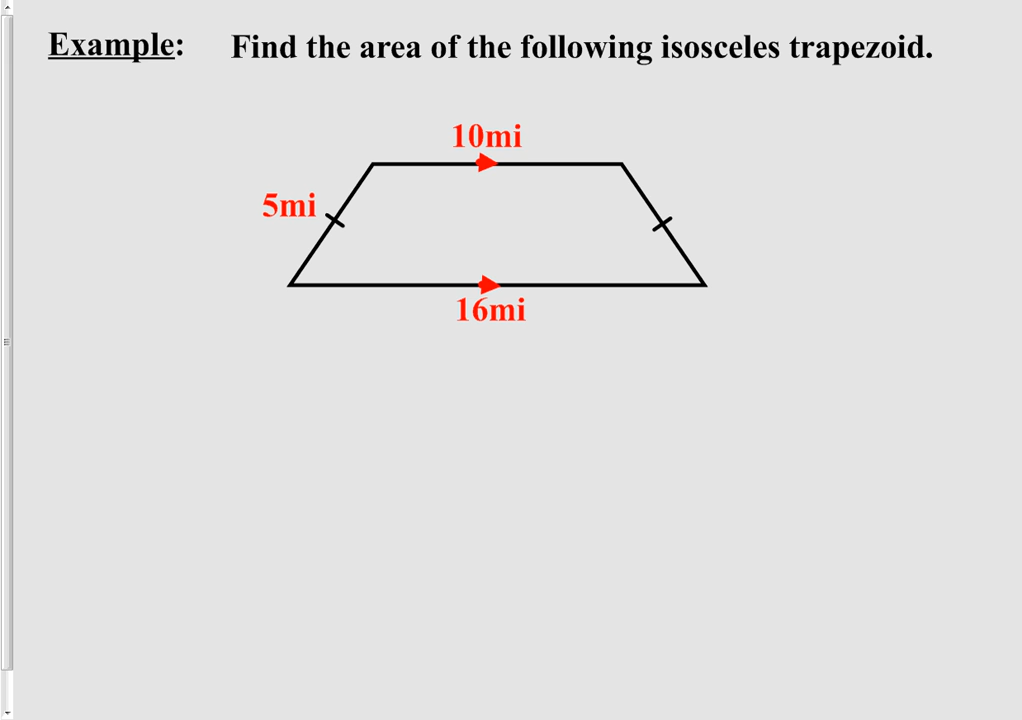 Example: Find the area of the following isosceles trapezoid.
10mi
5mi
16mi